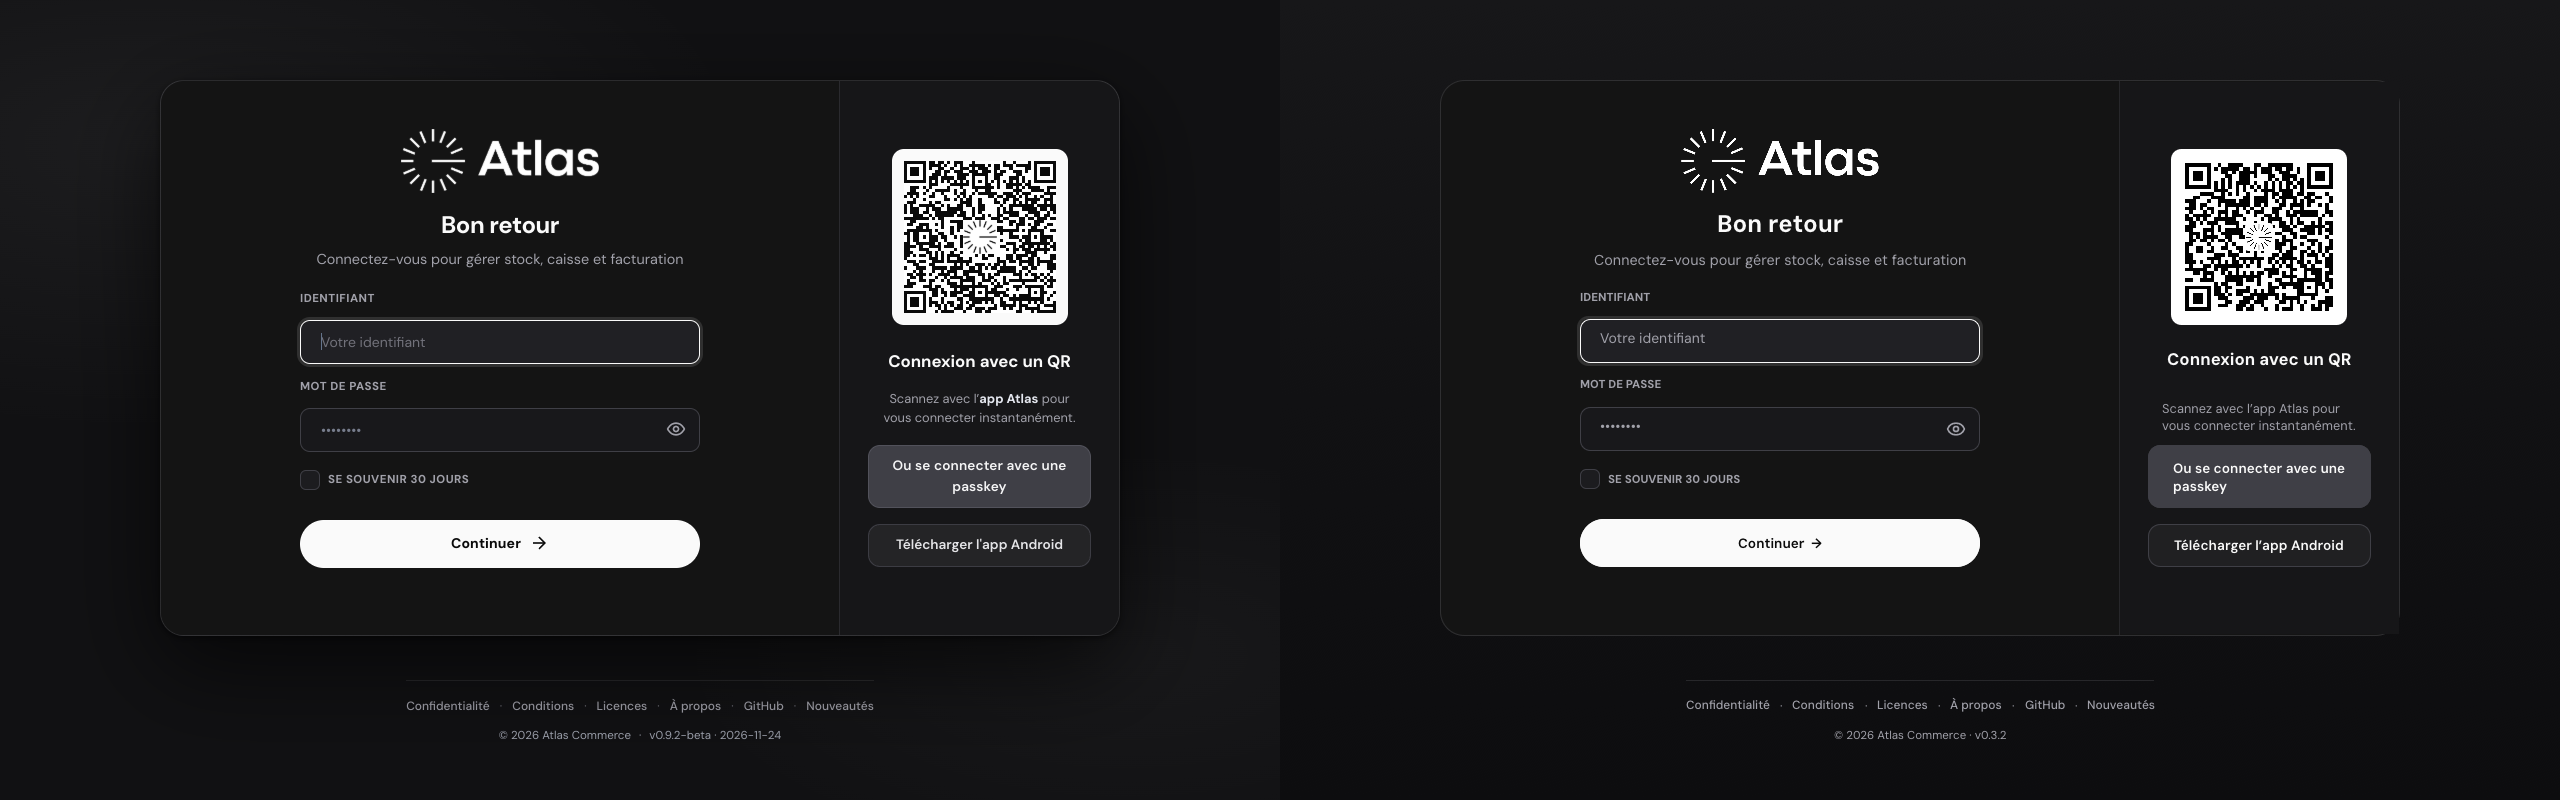 Atlas
Bon retour
Connectez-vous pour gérer stock, caisse et facturation
IDENTIFIANT
Votre identifiant
MOT DE PASSE
••••••••
SE SOUVENIR 30 JOURS
Continuer →
Connexion avec un QR
Scannez avec l’app Atlas pour
vous connecter instantanément.
Ou se connecter avec une
passkey
Télécharger l'app Android
Confidentialité · Conditions · Licences · À propos · GitHub · Nouveautés
© 2026 Atlas Commerce · v0.9.2-beta · 2026-11-24
Atlas
Bon retour
Connectez-vous pour gérer stock, caisse et facturation
IDENTIFIANT
Votre identifiant
MOT DE PASSE
••••••••
SE SOUVENIR 30 JOURS
Continuer →
Connexion avec un QR
Scannez avec l’app Atlas pour
vous connecter instantanément.
Ou se connecter avec une
passkey
Télécharger l’app Android
Confidentialité · Conditions · Licences · À propos · GitHub · Nouveautés
© 2026 Atlas Commerce · v0.3.2